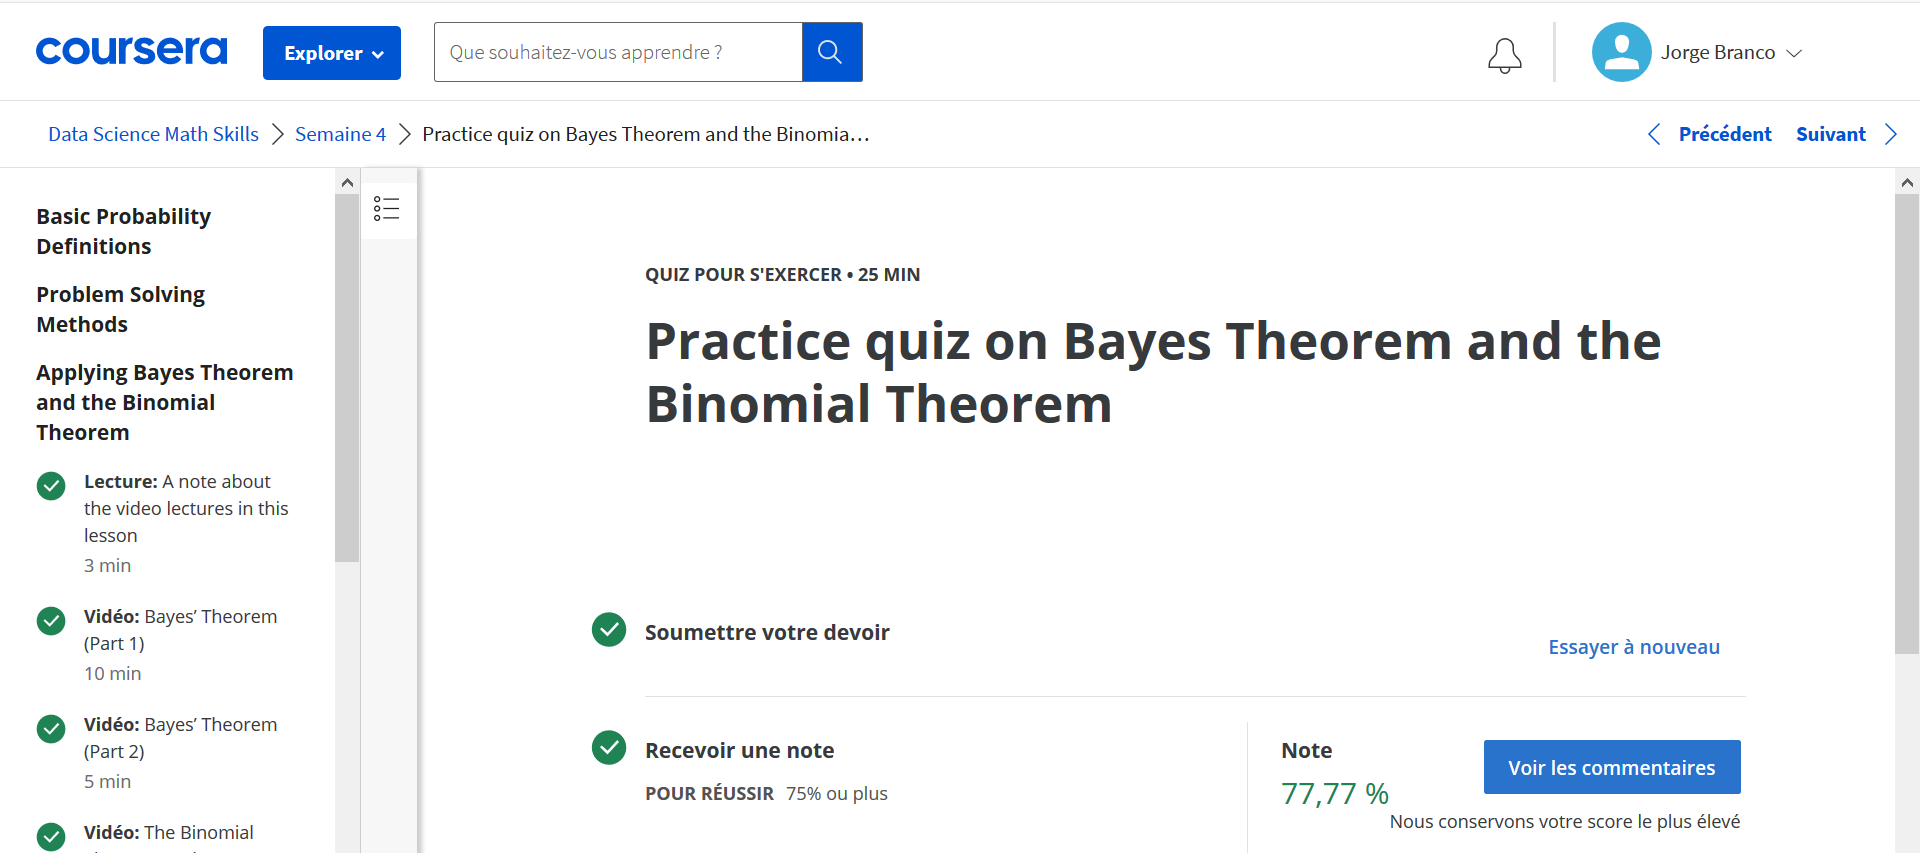 coursera
Explorer
Que souhaitez-vous apprendre ?
Jorge Branco
Data Science Math Skills
Semaine 4
Practice quiz on Bayes Theorem and the Binomia...
Précédent
Suivant
Basic Probability
Definitions
Problem Solving
Methods
Applying Bayes Theorem
and the Binomial
Theorem
Lecture: A note about
the video lectures in this
lesson
3 min
Vidéo: Bayes’ Theorem
(Part 1)
10 min
Vidéo: Bayes’ Theorem
(Part 2)
5 min
Vidéo: The Binomial
QUIZ POUR S'EXERCER • 25 MIN
Practice quiz on Bayes Theorem and the
Binomial Theorem
Soumettre votre devoir
Essayer à nouveau
Recevoir une note
POUR RÉUSSIR 75% ou plus
Note
77,77 %
Voir les commentaires
Nous conservons votre score le plus élevé